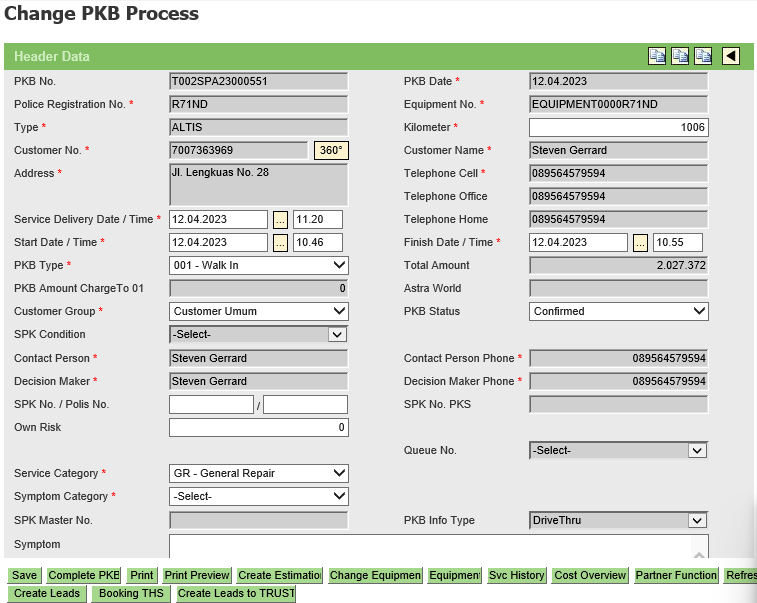 Change PKB Process
Header Data
PKB No. T002SPA23000551 PKB Date * 12.04.2023
Police Registration No. * R71ND Equipment No. * EQUIPMENT0000R71ND
Type * ALTIS Kilometer * 1006
Customer No. * 7007363969 360° Customer Name * Steven Gerrard
Address * Jl. Lengkuas No. 28 Telephone Cell * 089564579594
Telephone Office 089564579594
Service Delivery Date / Time * 12.04.2023 ... 11.20 Telephone Home 089564579594
Start Date / Time * 12.04.2023 ... 10.46 Finish Date / Time * 12.04.2023 ... 10.55
PKB Type * 001 - Walk In Total Amount 2.027.372
PKB Amount ChargeTo 01 0 Astra World
Customer Group * Customer Umum PKB Status Confirmed
SPK Condition -Select-
Contact Person * Steven Gerrard Contact Person Phone * 089564579594
Decision Maker * Steven Gerrard Decision Maker Phone * 089564579594
SPK No. / Polis No. / SPK No. PKS
Own Risk 0
Queue No. -Select-
Service Category * GR - General Repair
Symptom Category * -Select-
SPK Master No. PKB Info Type DriveThru
Symptom
Save Complete PKB Print Print Preview Create Estimatio Change Equipmen Equipment Svc History Cost Overview Partner Function Refres
Create Leads Booking THS Create Leads to TRUST